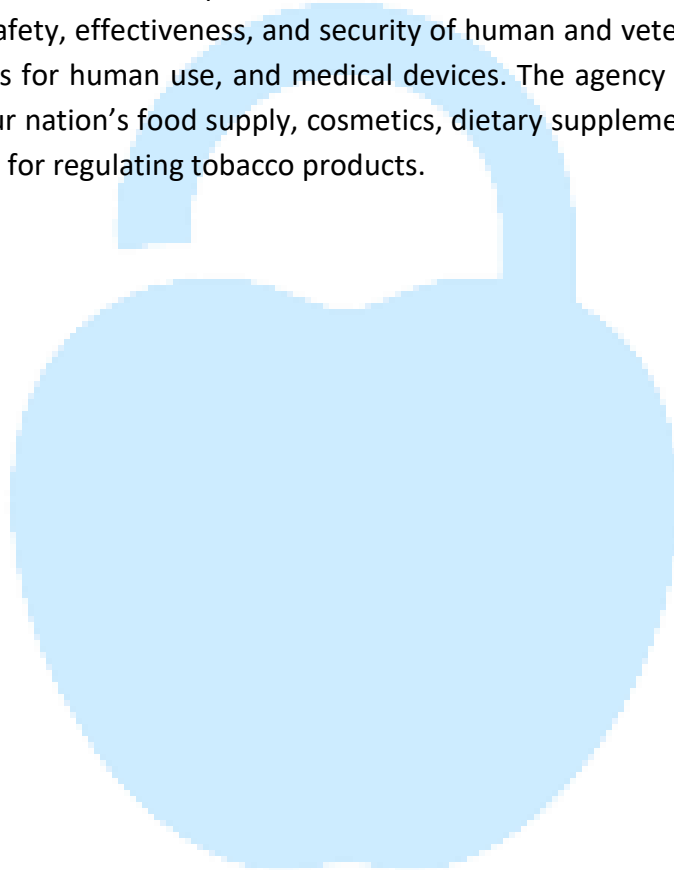 afety, effectiveness, and security of human and vete
s for human use, and medical devices. The agency
ur nation’s food supply, cosmetics, dietary suppleme
for regulating tobacco products.